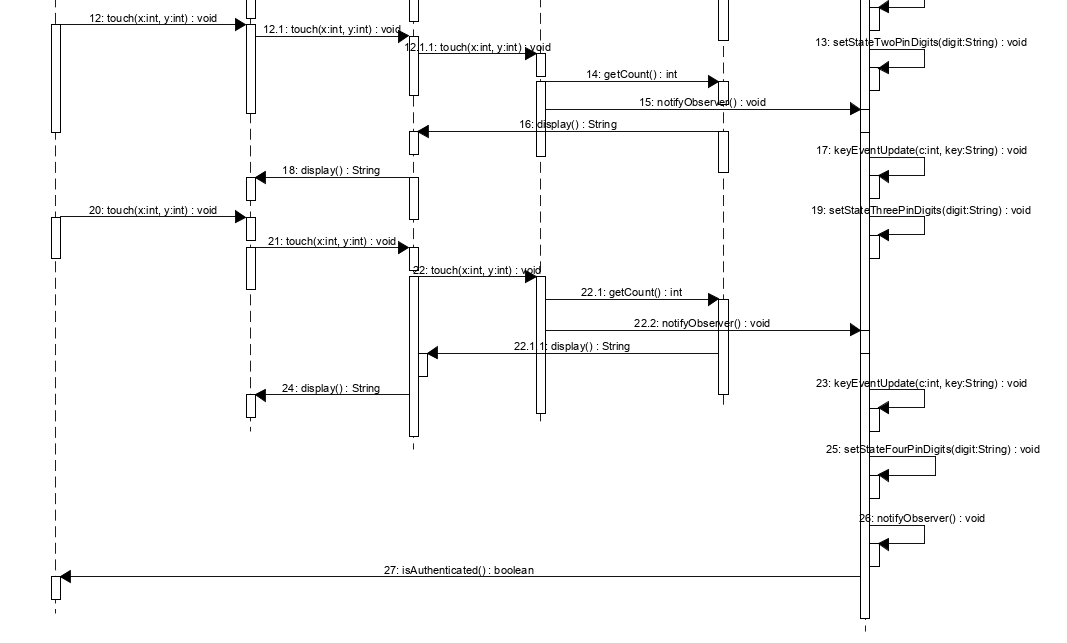 12: touch(x:int, y:int) : void
12.1: touch(x:int, y:int) : void
13: setStateTwoPinDigits(digit:String) : void
12.1.1: touch(x:int, y:int) : void
14: getCount() : int
15: notifyObserver() : void
16: display() : String
17: keyEventUpdate(c:int, key:String) : void
18: display() : String
20: touch(x:int, y:int) : void
19: setStateThreePinDigits(digit:String) : void
21: touch(x:int, y:int) : void
22: touch(x:int, y:int) : void
22.1: getCount() : int
22.2: notifyObserver() : void
22.1.1: display() : String
24: display() : String
23: keyEventUpdate(c:int, key:String) : void
25: setStateFourPinDigits(digit:String) : void
26: notifyObserver() : void
27: isAuthenticated() : boolean